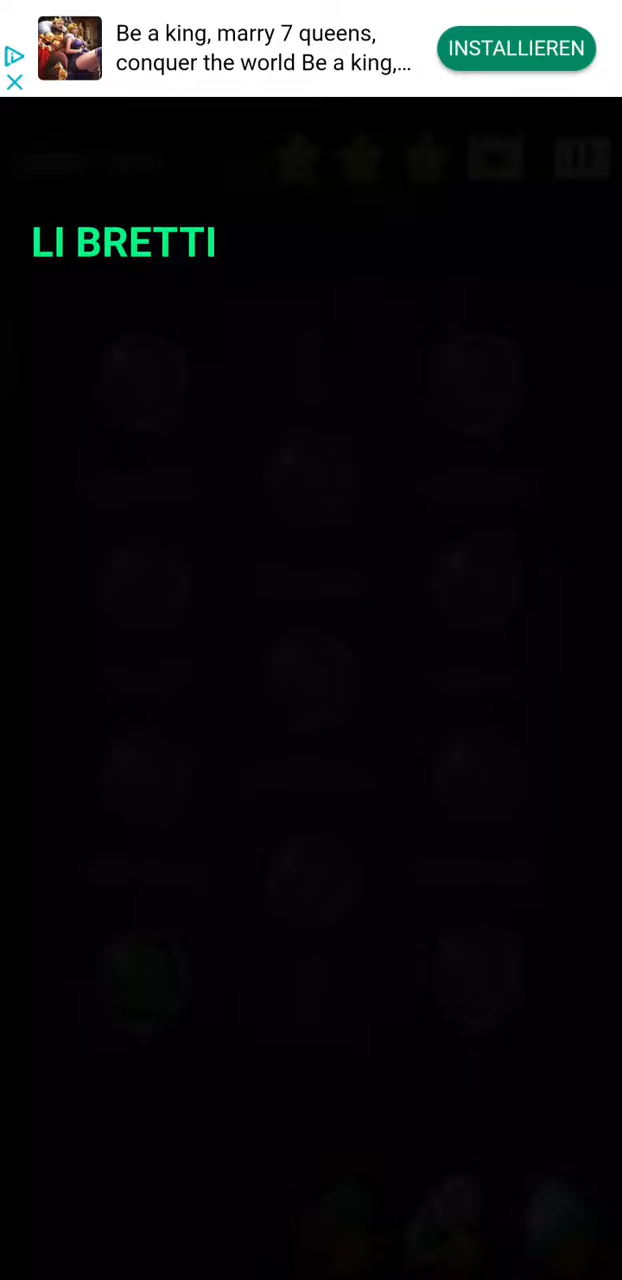 Be a king, marry 7 queens,
conquer the world Be a king,...
INSTALLIEREN
LI BRETTI